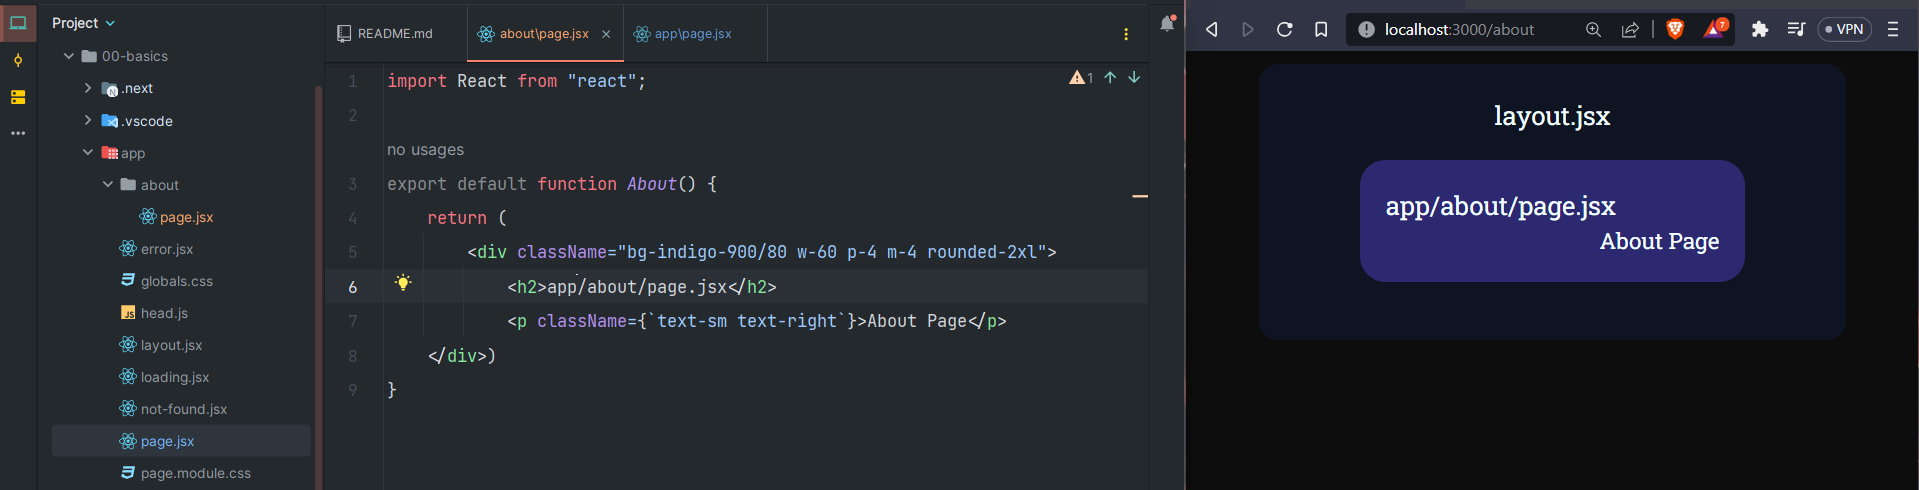 Project
00-basics
.next
.vscode
app
about
page.jsx
error.jsx
globals.css
JS head.js
layout.jsx
loading.jsx
not-found.jsx
page.jsx
page.module.css
README.md
about\page.jsx
app\page.jsx
1 import React from "react";
2
no usages
3 export default function About() {
4 return (
5 <div className="bg-indigo-900/80 w-60 p-4 m-4 rounded-2xl">
6 <h2>app/about/page.jsx</h2>
7 <p className={`text-sm text-right`}>About Page</p>
8 </div>)
9 }
1
localhost:3000/about
7
VPN
layout.jsx
app/about/page.jsx
About Page